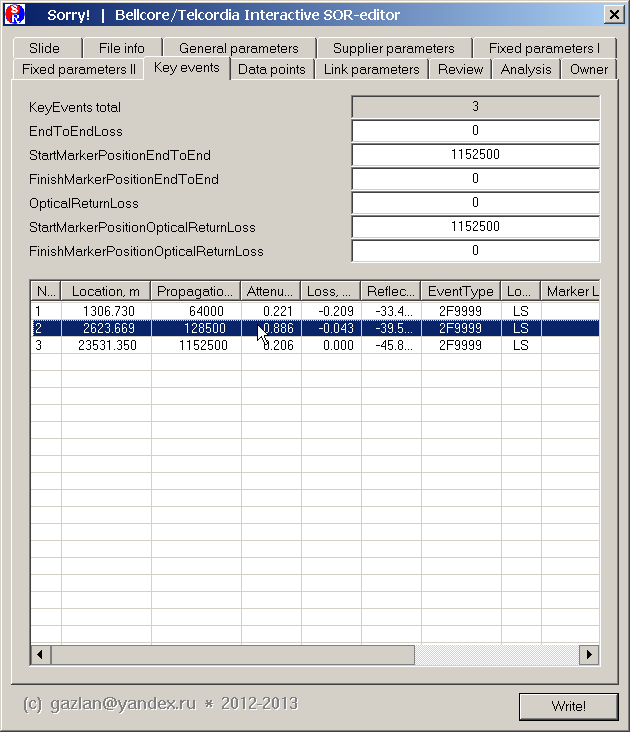 SR Sorry! | Bellcore/Telcordia Interactive SOR-editor
Slide File info General parameters Supplier parameters Fixed parameters I
Fixed parameters II Key events Data points Link parameters Review Analysis Owner
KeyEvents total 3
EndToEndLoss 0
StartMarkerPositionEndToEnd 1152500
FinishMarkerPositionEndToEnd 0
OpticalReturnLoss 0
StartMarkerPositionOpticalReturnLoss 1152500
FinishMarkerPositionOpticalReturnLoss 0
N... Location, m Propagatio... Attenu... Loss, ... Reflec... EventType Lo... Marker L
1 1306.730 64000 0.221 -0.209 -33.4... 2F9999 LS
2 2623.669 128500 0.886 -0.043 -39.5... 2F9999 LS
3 23531.350 1152500 0.206 0.000 -45.8... 2F9999 LS
(c) gazlan@yandex.ru * 2012-2013
Write!